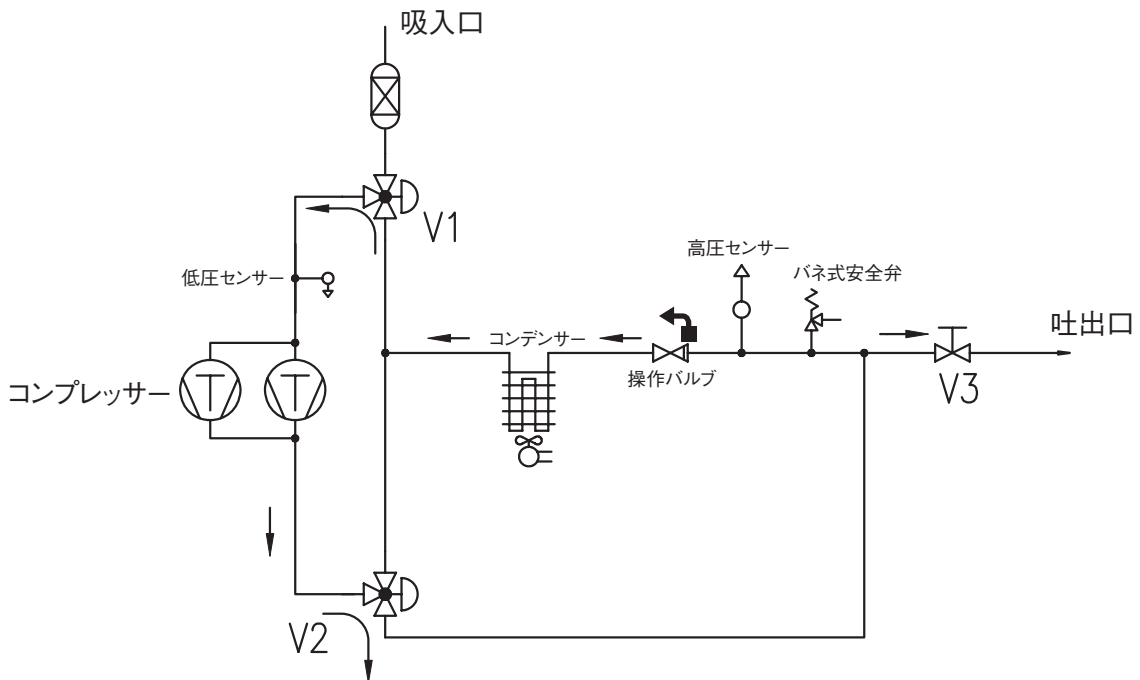 吸入口
V1
低圧センサー
高圧センサー
バネ式安全弁
吐出口
コンデンサー
操作バルブ
V3
コンプレッサー
V2